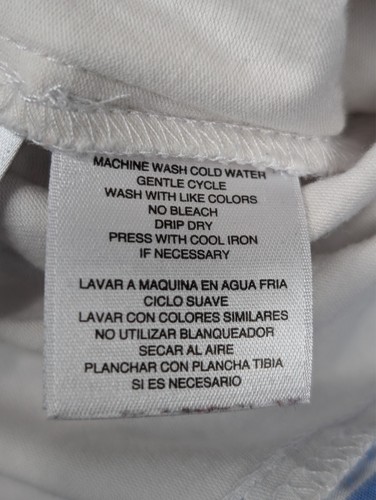 MACHINE WASH COLD WATER
GENTLE CYCLE
WASH WITH LIKE COLORS
NO BLEACH
DRIP DRY
PRESS WITH COOL IRON
IF NECESSARY
LAVAR A MAQUINA EN AGUA FRIA
CICLO SUAVE
LAVAR CON COLORES SIMILARES
NO UTILIZAR BLANQUEADOR
SECAR AL AIRE
PLANCHAR CON PLANCHA TIBIA
SI ES NECESARIO